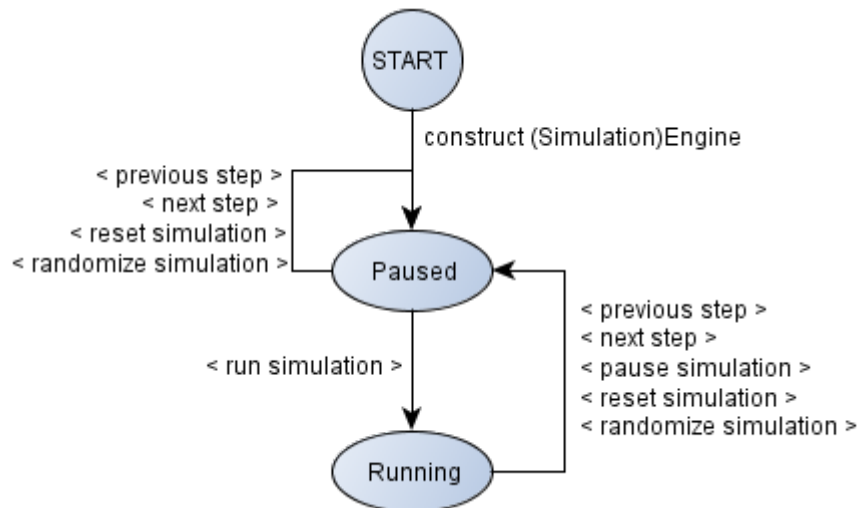 START
construct (Simulation)Engine
< previous step >
< next step >
< reset simulation >
< randomize simulation >
Paused
< run simulation >
< previous step >
< next step >
< pause simulation >
< reset simulation >
< randomize simulation >
Running